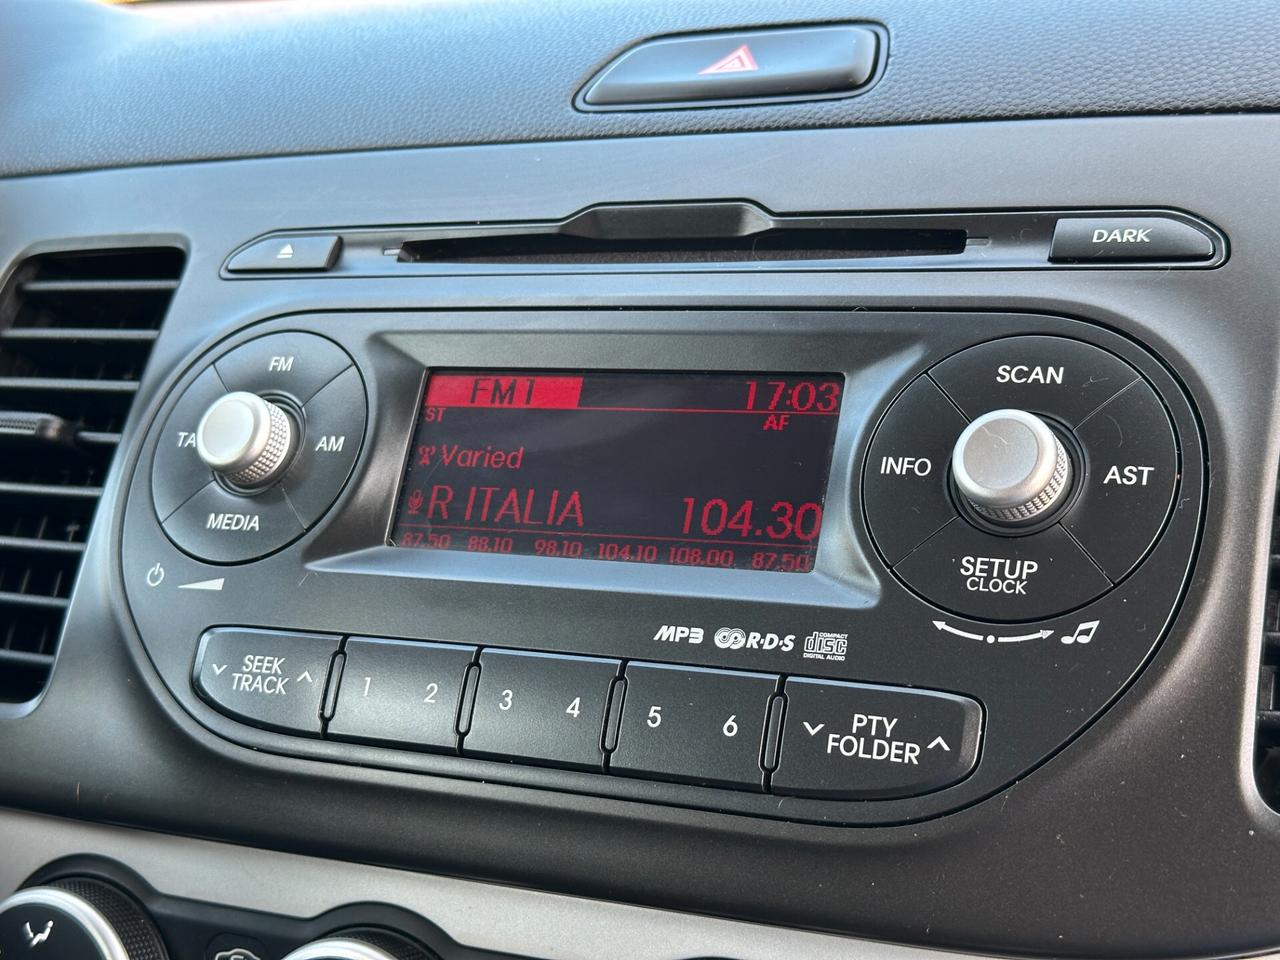 DARK
FM
TA
AM
MEDIA
FM1 17:03
ST AF
Varied
R ITALIA 104.30
87.50 88.10 98.10 104.10 108.00 87.50
SCAN
INFO
AST
SETUP
CLOCK
MP3 R·D·S COMPACT disc DIGITAL AUDIO
SEEK
TRACK
1 2 3 4 5 6
PTY
FOLDER